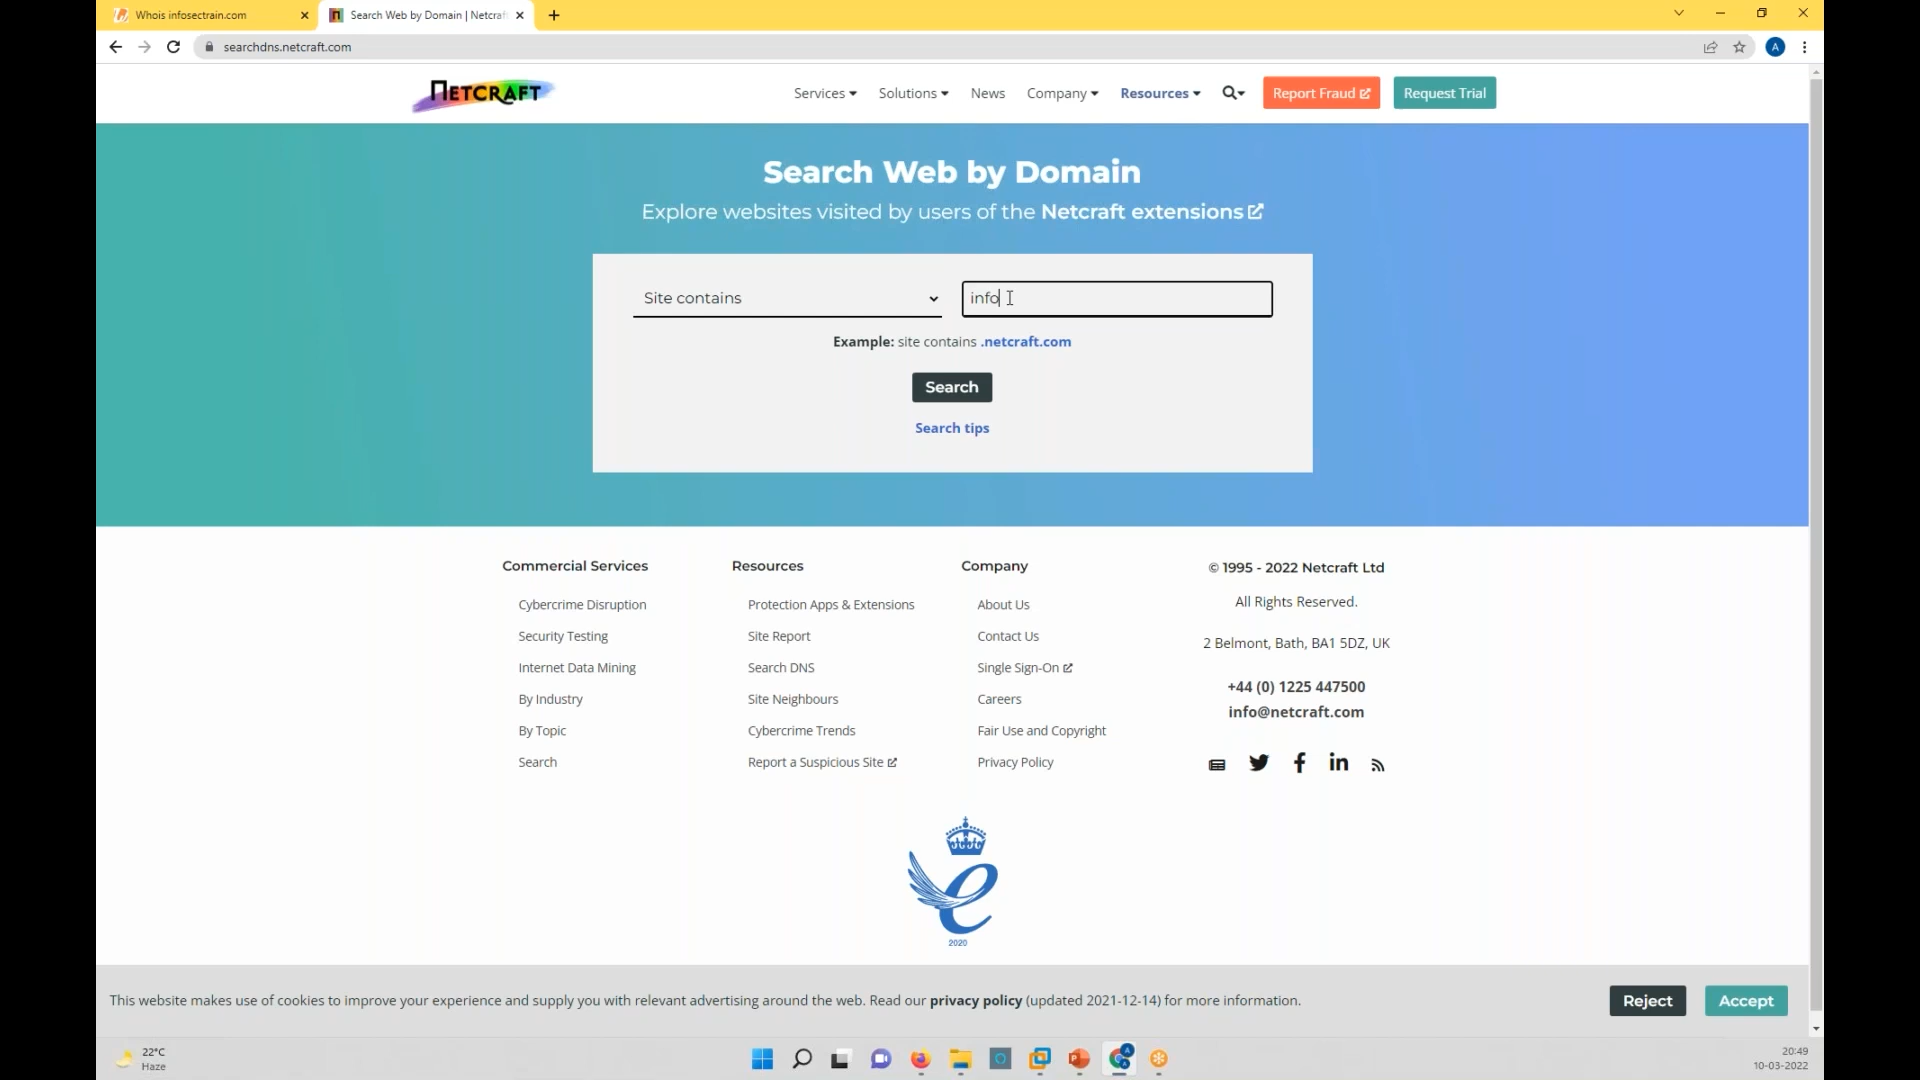 Whois infosectrain.com
Search Web by Domain | Netcraf
searchdns.netcraft.com
A
NETCRAFT
Services
Solutions
News
Company
Resources
Report Fraud
Request Trial
Search Web by Domain
Explore websites visited by users of the Netcraft extensions
Site contains
info
Example: site contains .netcraft.com
Search
Search tips
Commercial Services
Cybercrime Disruption
Security Testing
Internet Data Mining
By Industry
By Topic
Search
Resources
Protection Apps & Extensions
Site Report
Search DNS
Site Neighbours
Cybercrime Trends
Report a Suspicious Site
Company
About Us
Contact Us
Single Sign-On
Careers
Fair Use and Copyright
Privacy Policy
© 1995 - 2022 Netcraft Ltd
All Rights Reserved.
2 Belmont, Bath, BA1 5DZ, UK
+44 (0) 1225 447500
info@netcraft.com
2020
This website makes use of cookies to improve your experience and supply you with relevant advertising around the web. Read our privacy policy (updated 2021-12-14) for more information.
Reject
Accept
22°C
Haze
20:49
10-03-2022